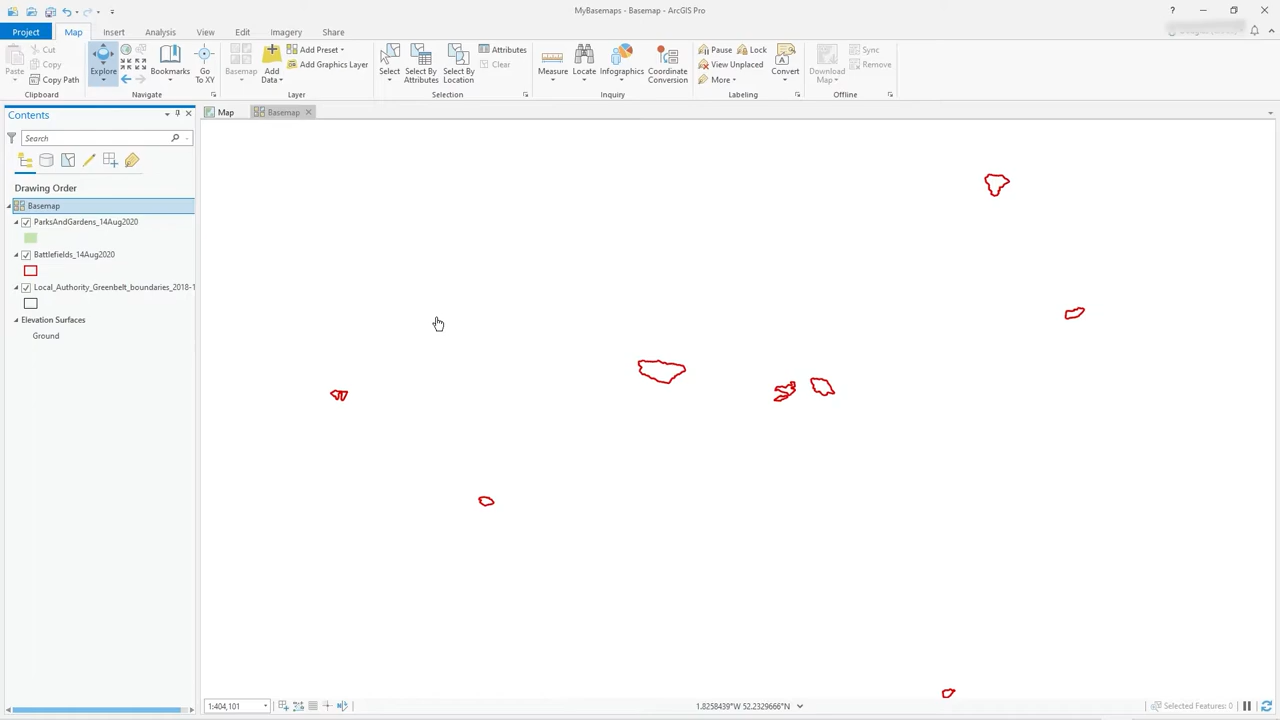 MyBasemaps - Basemap - ArcGIS Pro
?
Project Map Insert Analysis View Edit Imagery Share
Paste Cut Copy Copy Path
Clipboard
Explore Bookmarks Go To XY
Navigate
Basemap Add Data Add Preset Add Graphics Layer
Layer
Select Select By Attributes Select By Location Attributes Clear
Selection
Measure Locate Infographics Coordinate Conversion
Inquiry
Pause Lock View Unplaced More Convert
Labeling
Download Map Sync Remove
Offline
Contents
Map Basemap
Search
Drawing Order
Basemap
ParksAndGardens_14Aug2020
Battlefields_14Aug2020
Local_Authority_Greenbelt_boundaries_2018-1
Elevation Surfaces
Ground
1:404,101
1.8258439°W 52.2329666°N
Selected Features: 0